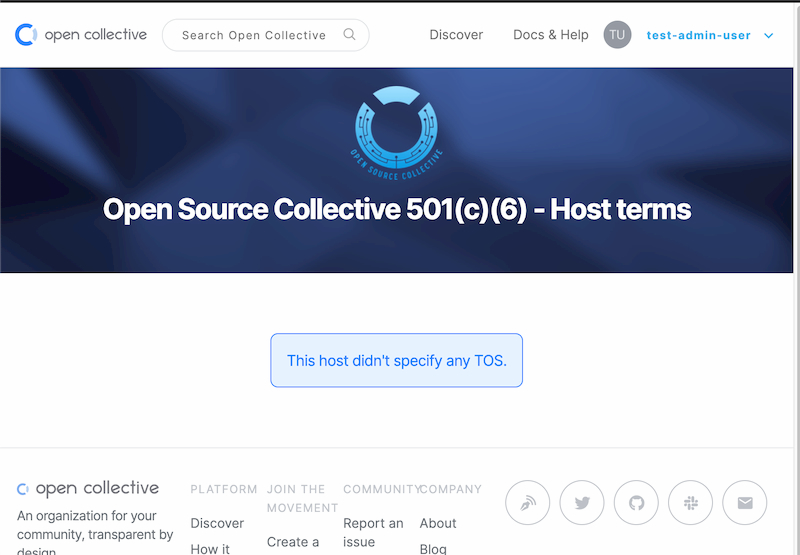 open collective
Search Open Collective
Discover
Docs & Help
TU
test-admin-user
OPEN SOURCE COLLECTIVE
Open Source Collective 501(c)(6) - Host terms
This host didn't specify any TOS.
open collective
An organization for your
community, transparent by
design.
PLATFORM
Discover
How it
JOIN THE
MOVEMENT
Create a
COMMUNITY
Report an
issue
COMPANY
About
Blog